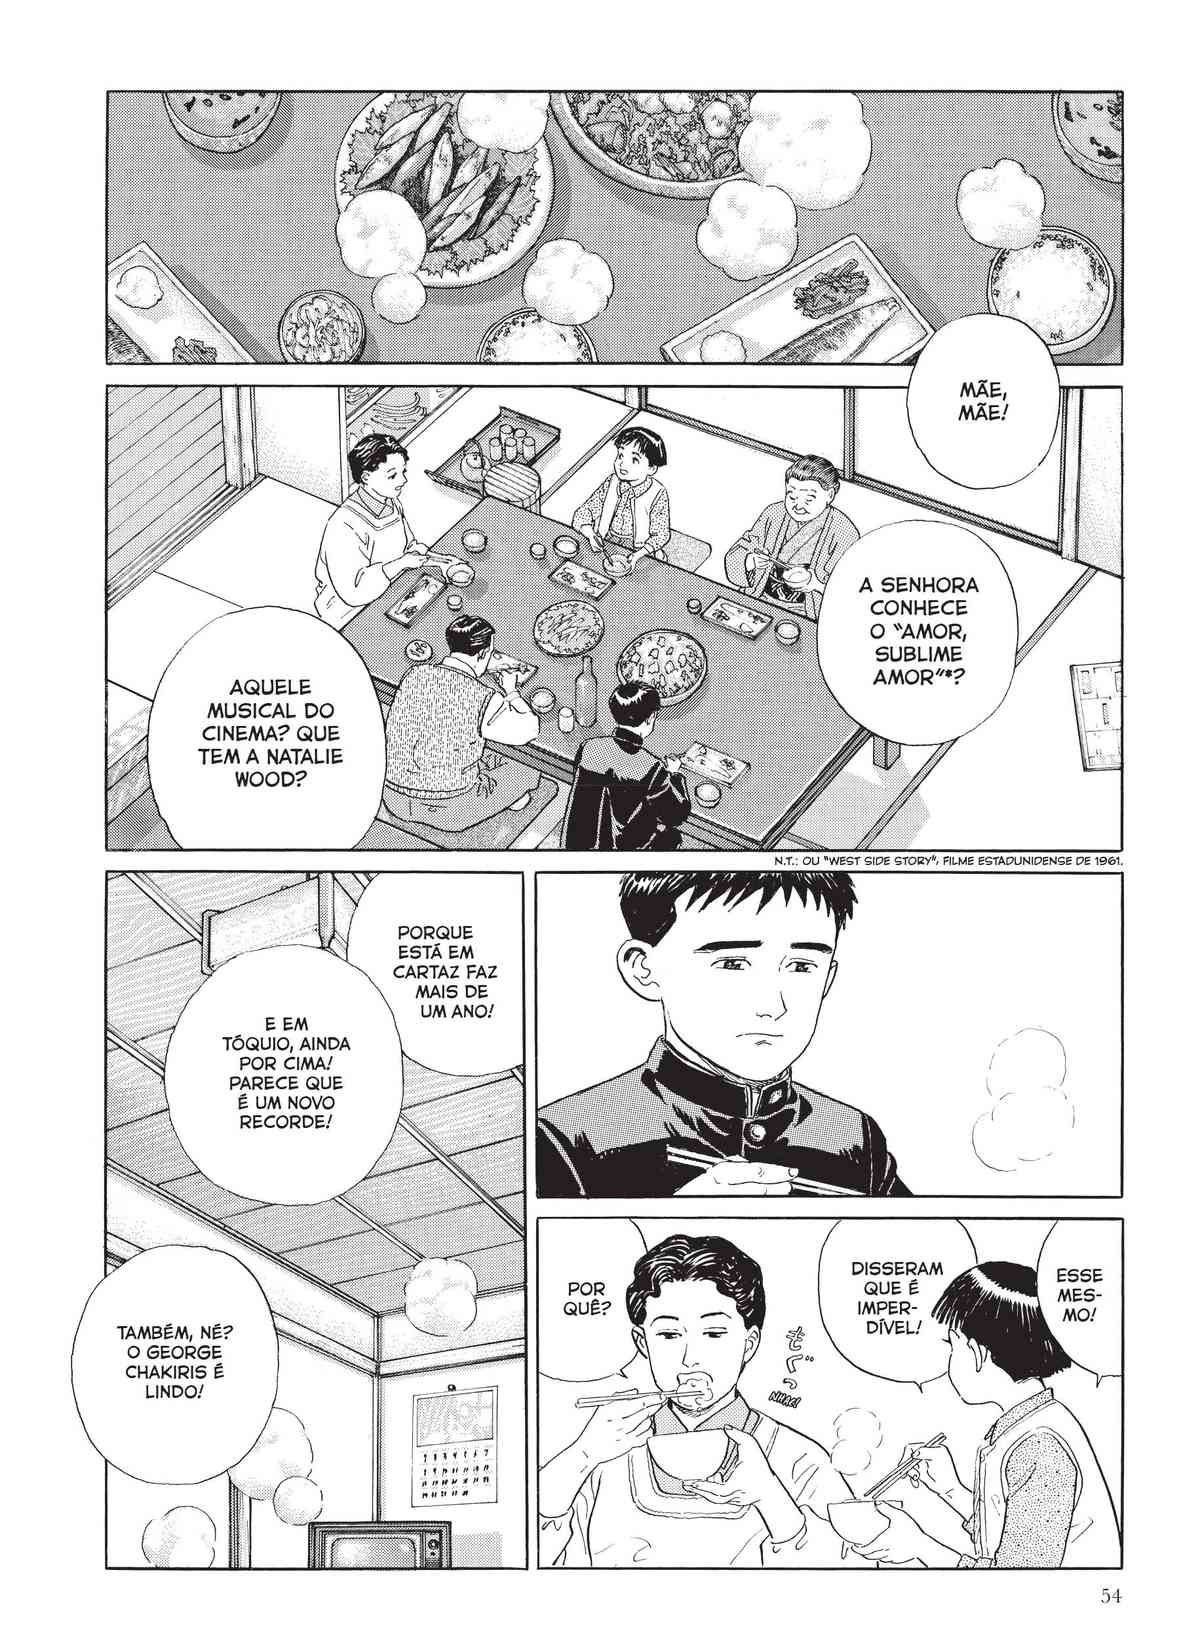 MÃE,
MÃE!
A SENHORA
CONHECE
O “AMOR,
SUBLIME
AMOR”*?
AQUELE
MUSICAL DO
CINEMA? QUE
TEM A NATALIE
WOOD?
N.T.: OU “WEST SIDE STORY”, FILME ESTADUNIDENSE DE 1961.
ESSE
MES-
MO!
DISSERAM
QUE É
IMPER-
DÍVEL!
POR
QUÊ?
もぐっ
NHAC!
PORQUE
ESTÁ EM
CARTAZ FAZ
MAIS DE
UM ANO!
E EM
TÓQUIO, AINDA
POR CIMA!
PARECE QUE
É UM NOVO
RECORDE!
TAMBÉM, NÉ?
O GEORGE
CHAKIRIS É
LINDO!
54